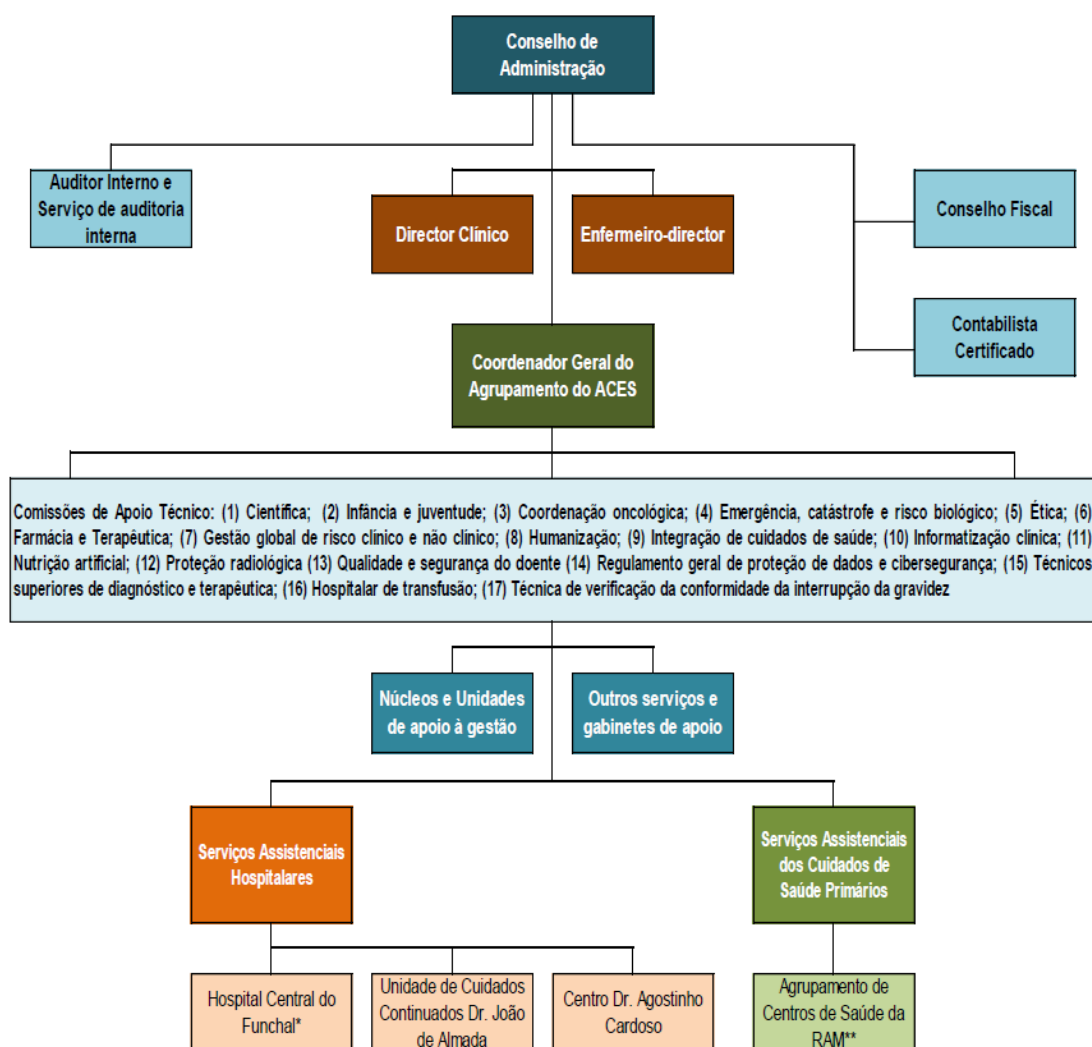 Conselho de
Administração
Auditor Interno e
Serviço de auditoria
interna
Director Clínico
Enfermeiro-director
Conselho Fiscal
Contabilista
Certificado
Coordenador Geral do
Agrupamento do ACES
Comissões de Apoio Técnico: (1) Científica; (2) Infância e juventude; (3) Coordenação oncológica; (4) Emergência, catástrofe e risco biológico; (5) Ética; (6)
Farmácia e Terapêutica; (7) Gestão global de risco clínico e não clínico; (8) Humanização; (9) Integração de cuidados de saúde; (10) Informatização clínica; (11)
Nutrição artificial; (12) Proteção radiológica (13) Qualidade e segurança do doente (14) Regulamento geral de proteção de dados e cibersegurança; (15) Técnicos
superiores de diagnóstico e terapêutica; (16) Hospitalar de transfusão; (17) Técnica de verificação da conformidade da interrupção da gravidez
Núcleos e Unidades
de apoio à gestão
Outros serviços e
gabinetes de apoio
Serviços Assistenciais
Hospitalares
Serviços Assistenciais
dos Cuidados de
Saúde Primários
Hospital Central do
Funchal*
Unidade de Cuidados
Continuados Dr. João
de Almada
Centro Dr. Agostinho
Cardoso
Agrupamento de
Centros de Saúde da
RAM**